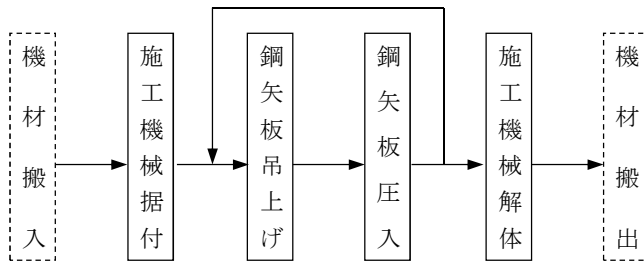 機材搬入
施工機械据付
鋼矢板吊上げ
鋼矢板圧入
施工機械解体
機材搬出